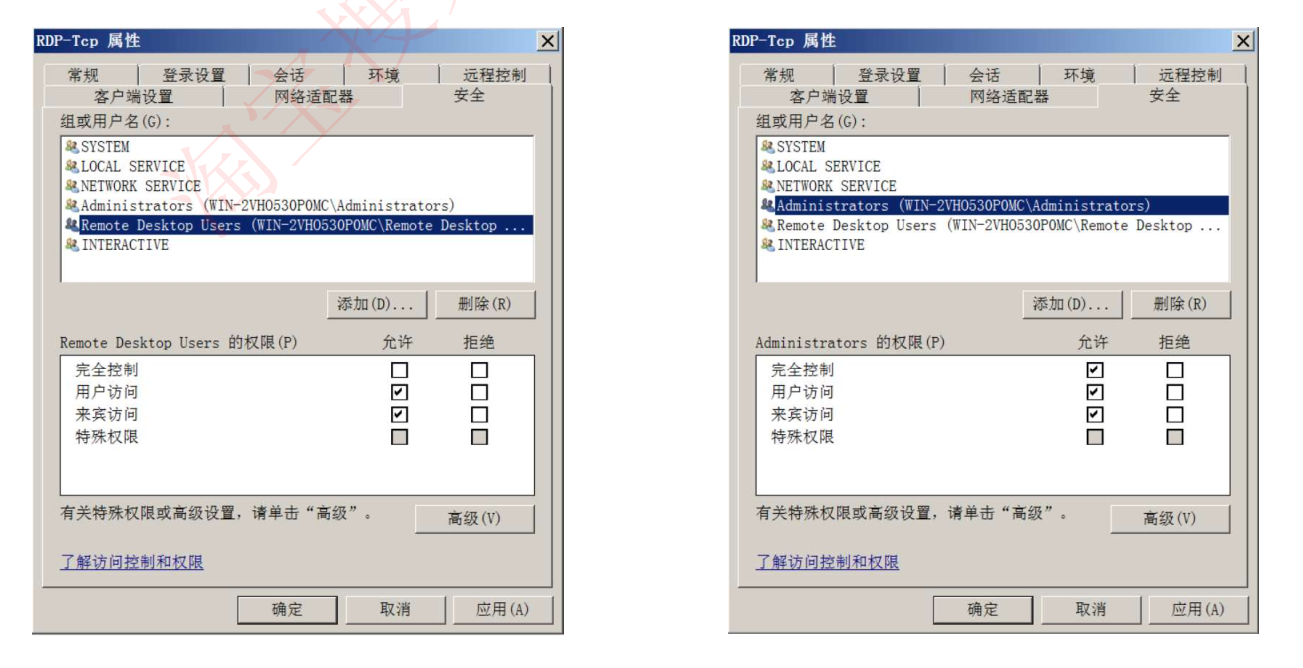 RDP-Tcp 属性
常规 登录设置 会话 环境 远程控制
客户端设置 网络适配器 安全
组或用户名(G):
SYSTEM
LOCAL SERVICE
NETWORK SERVICE
Administrators (WIN-2VHO530P0MC\Administrators)
Remote Desktop Users (WIN-2VHO530P0MC\Remote Desktop ...
INTERACTIVE
添加(D)... 删除(R)
Remote Desktop Users 的权限(P) 允许 拒绝
完全控制
用户访问
来宾访问
特殊权限
有关特殊权限或高级设置，请单击“高级”。
高级(V)
了解访问控制和权限
确定 取消 应用(A)
RDP-Tcp 属性
常规 登录设置 会话 环境 远程控制
客户端设置 网络适配器 安全
组或用户名(G):
SYSTEM
LOCAL SERVICE
NETWORK SERVICE
Administrators (WIN-2VHO530P0MC\Administrators)
Remote Desktop Users (WIN-2VHO530P0MC\Remote Desktop ...
INTERACTIVE
添加(D)... 删除(R)
Administrators 的权限(P) 允许 拒绝
完全控制
用户访问
来宾访问
特殊权限
有关特殊权限或高级设置，请单击“高级”。
高级(V)
了解访问控制和权限
确定 取消 应用(A)
淘宝搜